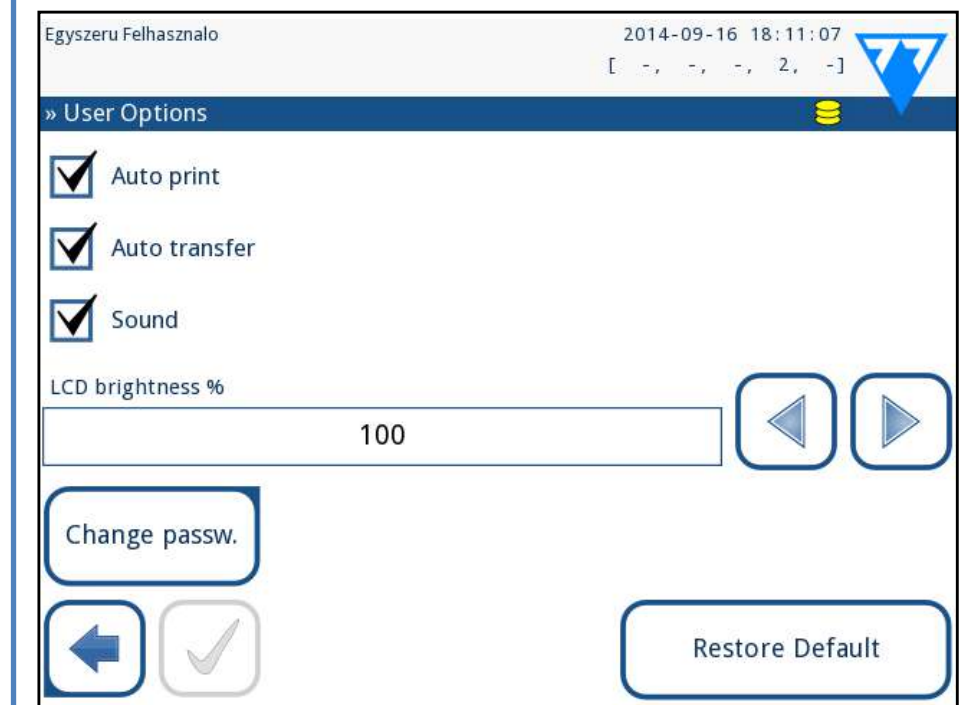 Egyszeru Felhasznalo
2014-09-16 18:11:07
[ -, -, -, 2, -]
» User Options
Auto print
Auto transfer
Sound
LCD brightness %
100
Change passw.
Restore Default